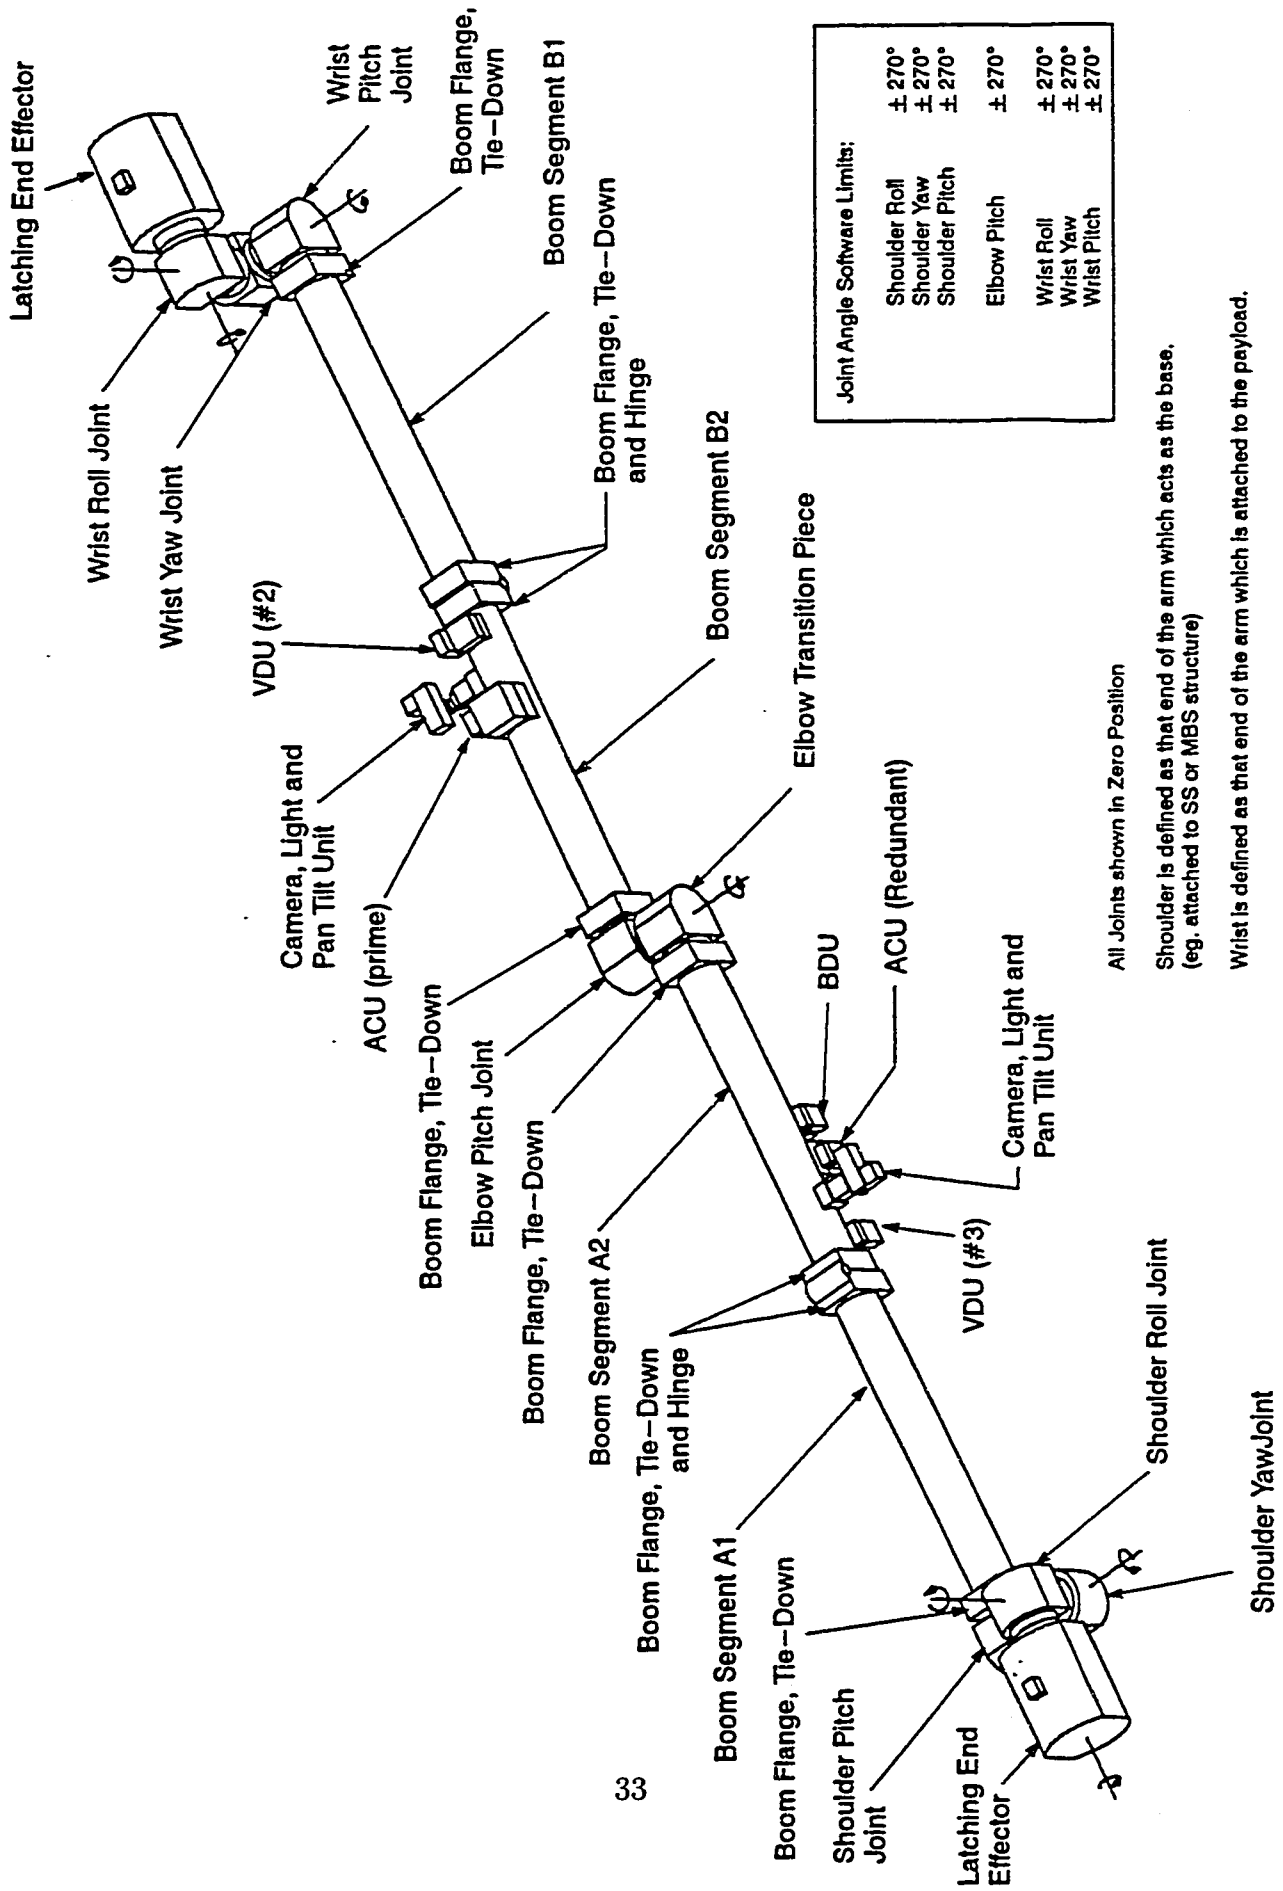 Latching End Effector
Wrist Roll Joint
Wrist Yaw Joint
Wrist
Pitch
Joint
Boom Flange,
Tie-Down
Boom Segment B1
VDU (#2)
Boom Flange, Tie-Down
and Hinge
Camera, Light and
Pan Tilt Unit
ACU (prime)
Boom Segment B2
Boom Flange, Tie-Down
Elbow Pitch Joint
Boom Flange, Tie-Down
Elbow Transition Piece
Boom Segment A2
BDU
ACU (Redundant)
Camera, Light and
Pan Tilt Unit
Boom Flange, Tie-Down
and Hinge
VDU (#3)
Boom Segment A1
Boom Flange, Tie-Down
Shoulder Pitch
Joint
Latching End
Effector
Shoulder Roll Joint
Shoulder YawJoint
Joint Angle Software Limits;
Shoulder Roll ± 270°
Shoulder Yaw ± 270°
Shoulder Pitch ± 270°
Elbow Pitch ± 270°
Wrist Roll ± 270°
Wrist Yaw ± 270°
Wrist Pitch ± 270°
All Joints shown in Zero Position
Shoulder is defined as that end of the arm which acts as the base.
(eg. attached to SS or MBS structure)
Wrist is defined as that end of the arm which is attached to the payload.
33